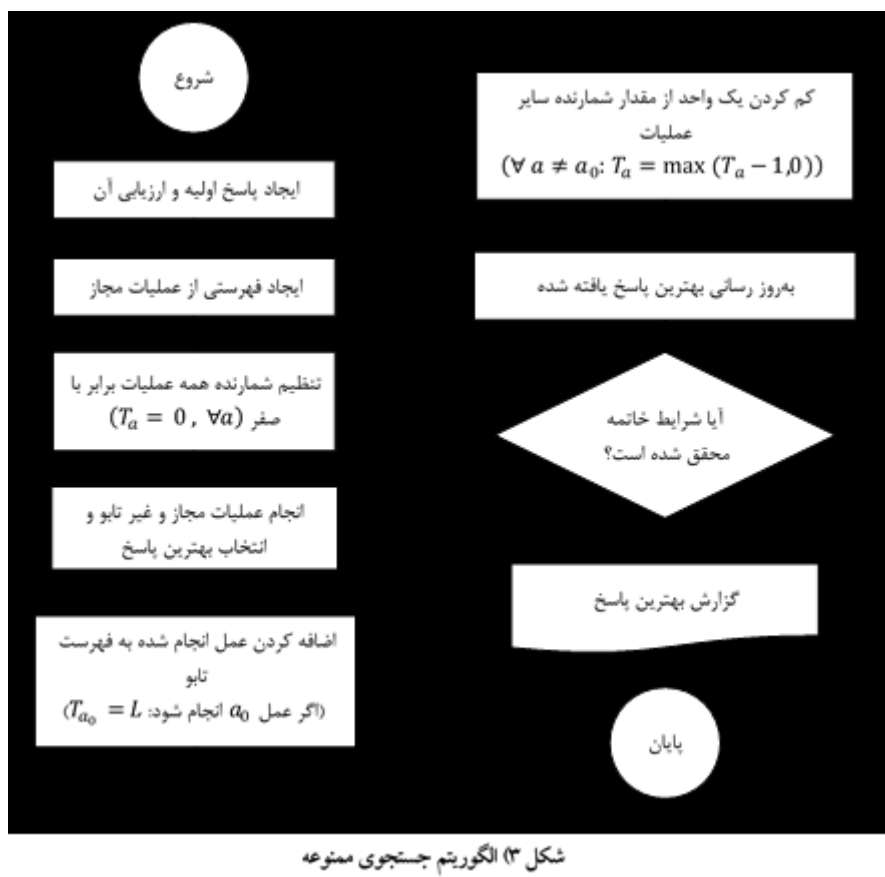 شروع
ایجاد پاسخ اولیه و ارزیابی آن
ایجاد فهرستی از عملیات مجاز
تنظیم شمارنده همه عملیات برابر با
صفر (T_a = 0 , ∀a)
انجام عملیات مجاز و غیر تابو و
انتخاب بهترین پاسخ
اضافه کردن عمل انجام شده به فهرست
تابو
(اگر عمل a_0 انجام شود: T_{a_0} = L)
کم کردن یک واحد از مقدار شمارنده سایر
عملیات
(∀ a ≠ a_0: T_a = max (T_a − 1,0))
به‌روز رسانی بهترین پاسخ یافته شده
آیا شرایط خاتمه
محقق شده است؟
گزارش بهترین پاسخ
پایان
شکل ۳) الگوریتم جستجوی ممنوعه